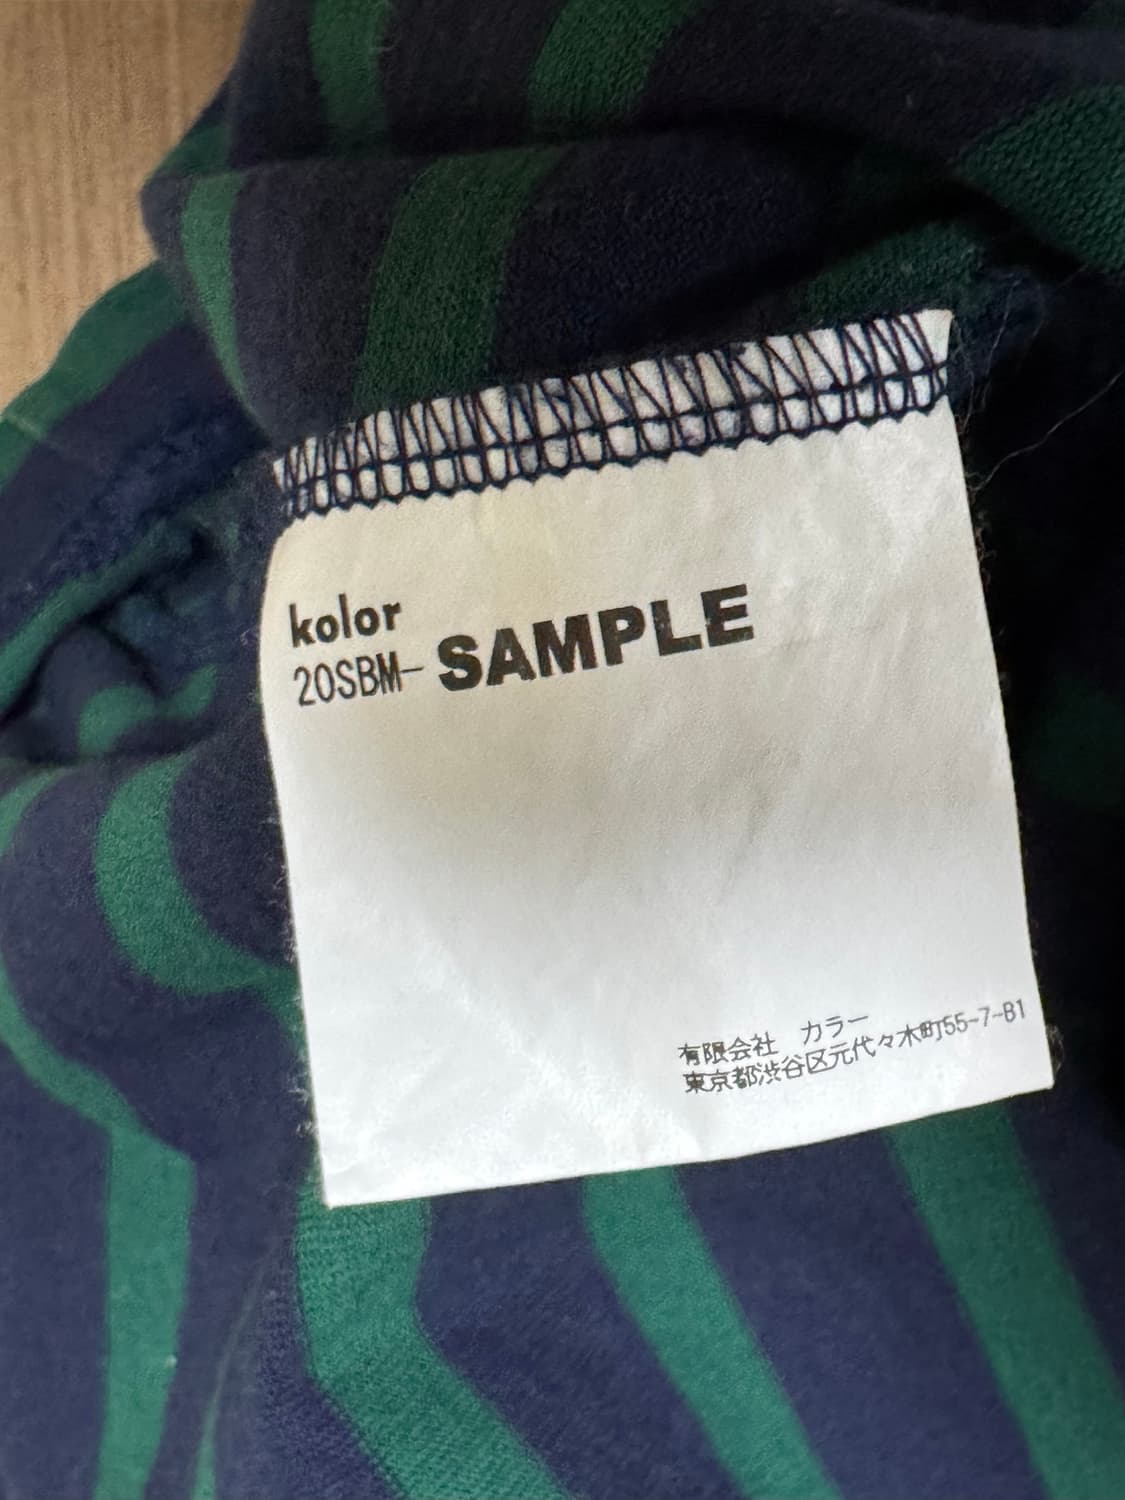 kolor
20SBM-SAMPLE
有限会社 カラー
東京都渋谷区元代々木町55-7-B1